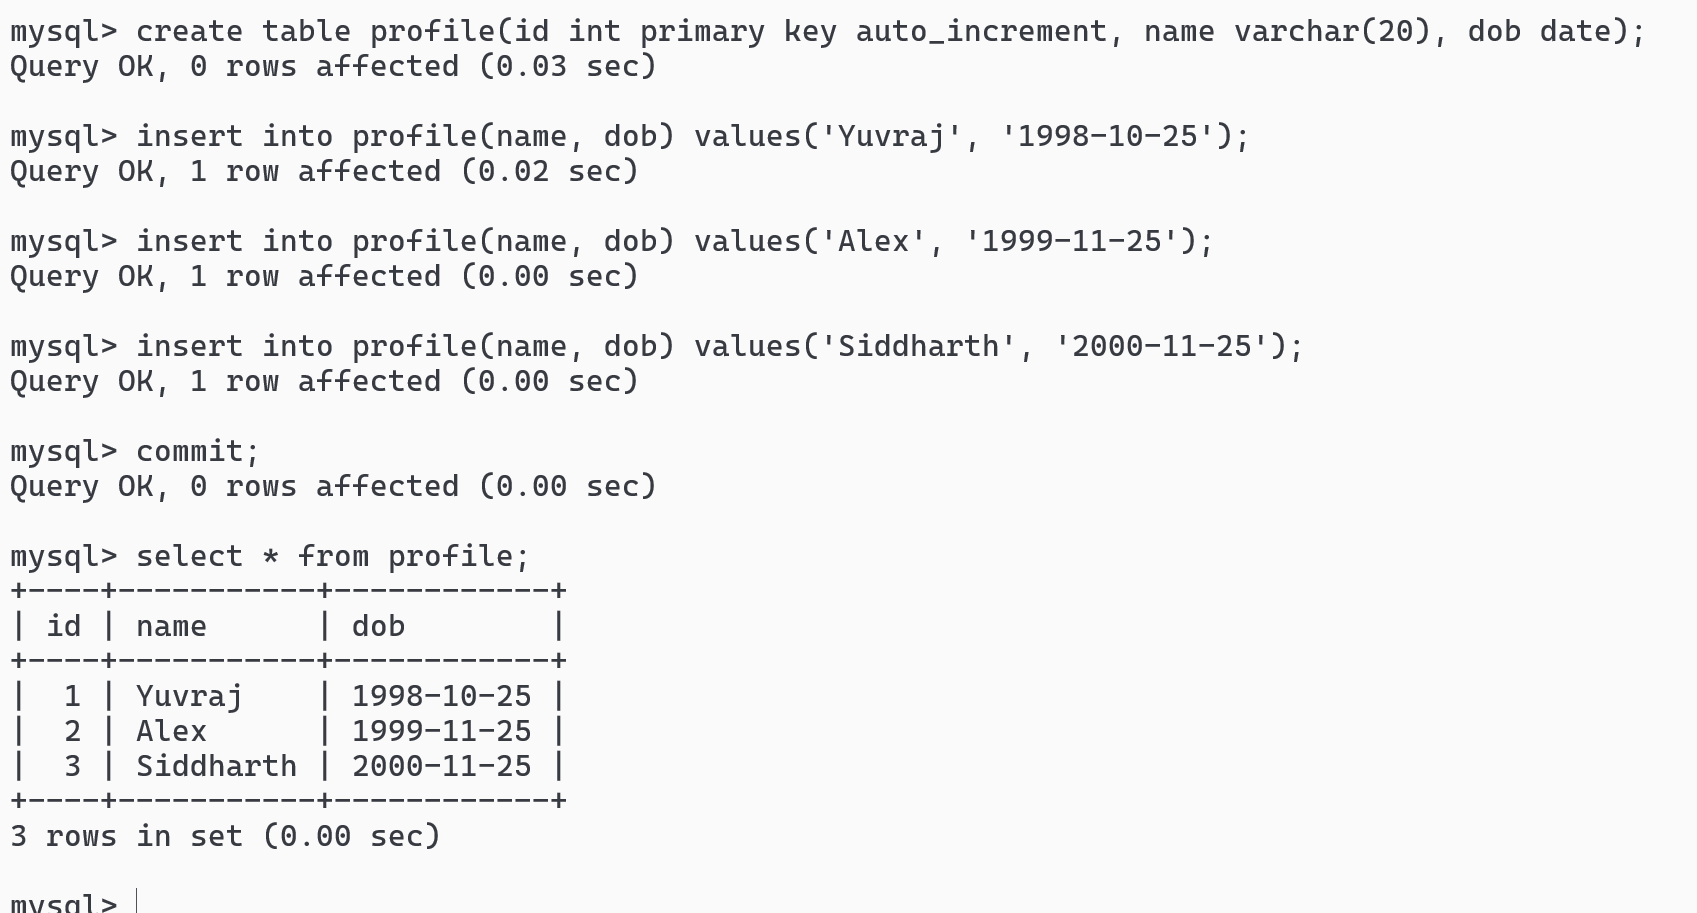 mysql> create table profile(id int primary key auto_increment, name varchar(20), dob date);
Query OK, 0 rows affected (0.03 sec)
mysql> insert into profile(name, dob) values('Yuvraj', '1998-10-25');
Query OK, 1 row affected (0.02 sec)
mysql> insert into profile(name, dob) values('Alex', '1999-11-25');
Query OK, 1 row affected (0.00 sec)
mysql> insert into profile(name, dob) values('Siddharth', '2000-11-25');
Query OK, 1 row affected (0.00 sec)
mysql> commit;
Query OK, 0 rows affected (0.00 sec)
mysql> select * from profile;
+----+-----------+------------+
| id | name      | dob        |
+----+-----------+------------+
|  1 | Yuvraj    | 1998-10-25 |
|  2 | Alex      | 1999-11-25 |
|  3 | Siddharth | 2000-11-25 |
+----+-----------+------------+
3 rows in set (0.00 sec)
mysql>